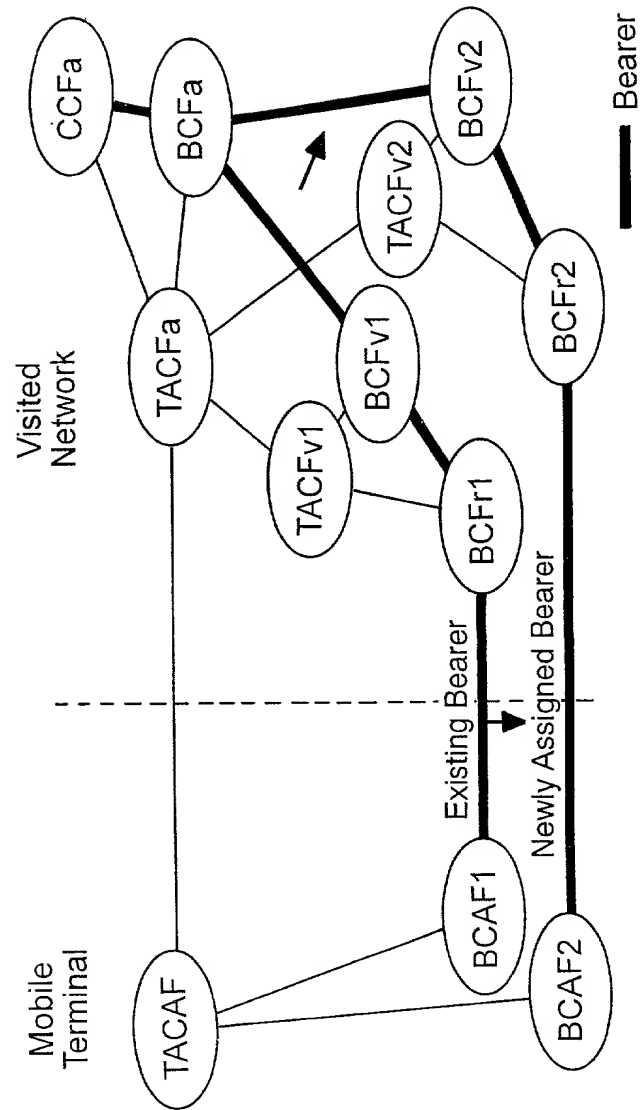 Mobile
Terminal
Visited
Network
TACAF
TACFa
CCFa
BCFa
TACFv1
BCFv1
TACFv2
BCFv2
BCAF1
Existing Bearer
BCFr1
BCAF2
Newly Assigned Bearer
BCFr2
Bearer